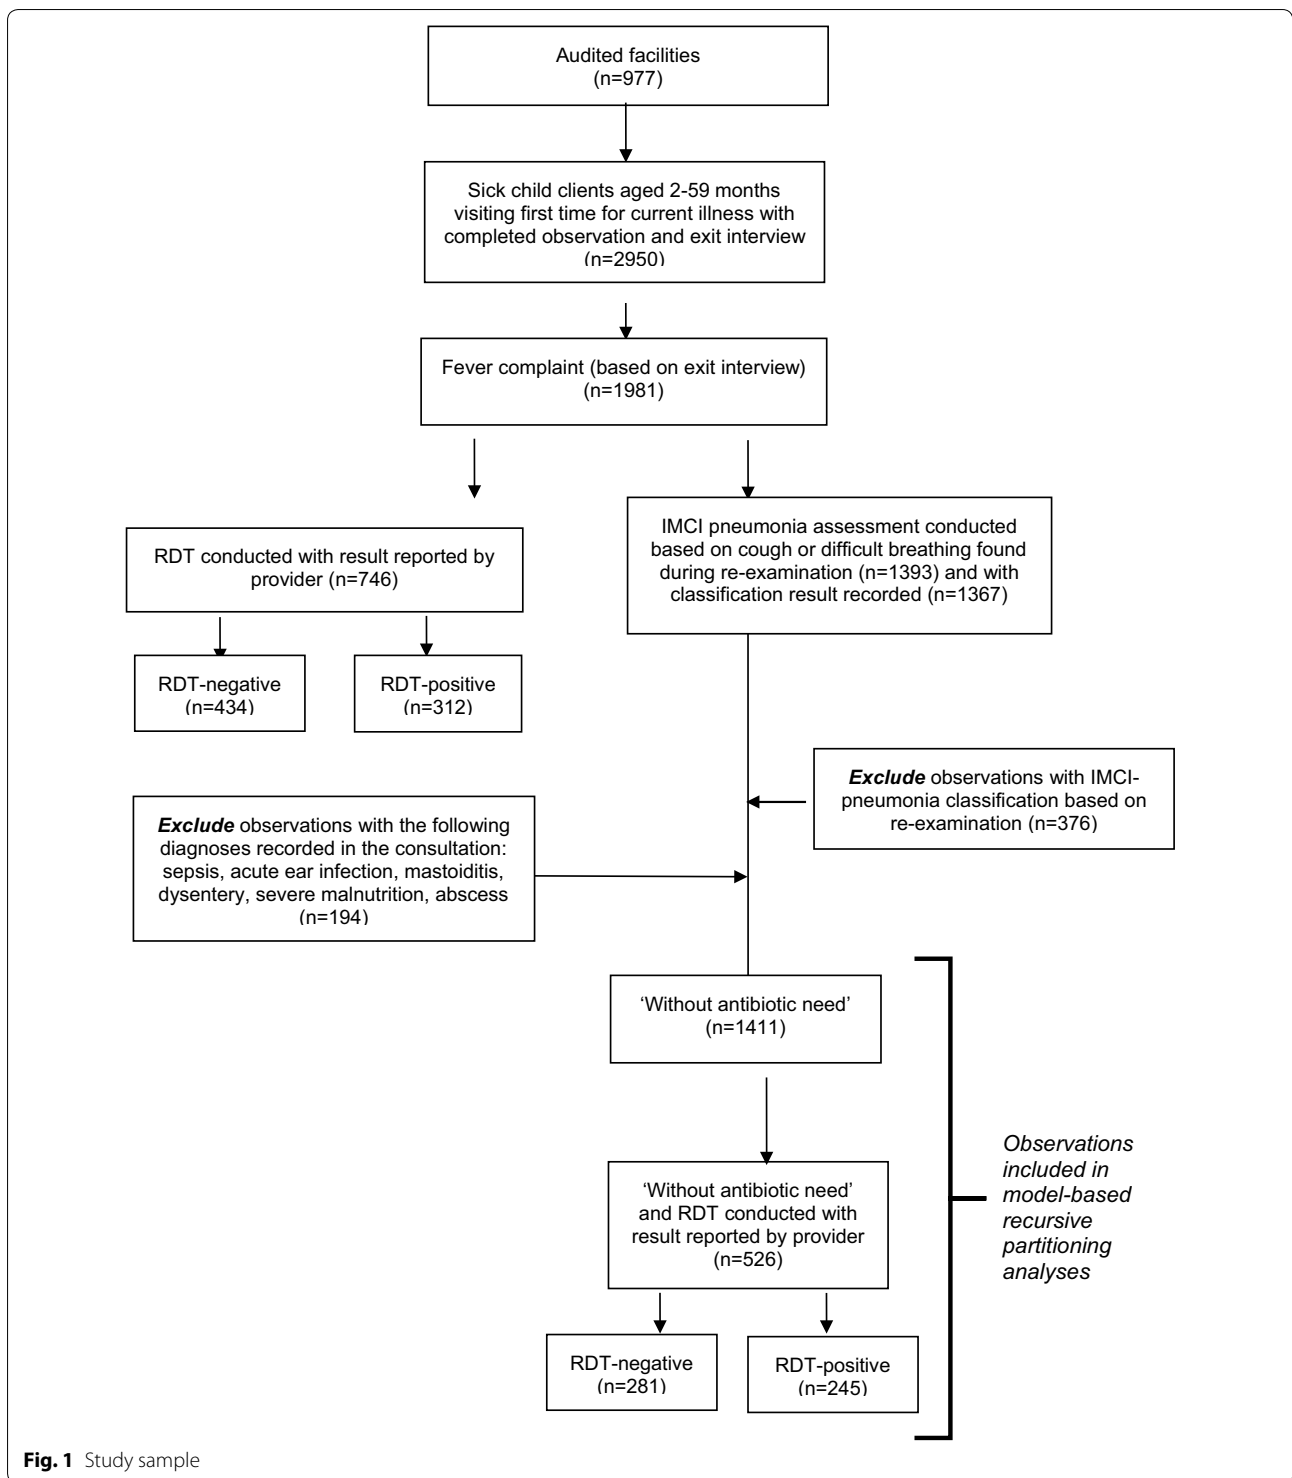 Audited facilities
(n=977)
Sick child clients aged 2-59 months
visiting first time for current illness with
completed observation and exit interview
(n=2950)
Fever complaint (based on exit interview)
(n=1981)
RDT conducted with result reported by
provider (n=746)
IMCI pneumonia assessment conducted
based on cough or difficult breathing found
during re-examination (n=1393) and with
classification result recorded (n=1367)
RDT-negative
(n=434)
RDT-positive
(n=312)
Exclude observations with IMCI-
pneumonia classification based on
re-examination (n=376)
Exclude observations with the following
diagnoses recorded in the consultation:
sepsis, acute ear infection, mastoiditis,
dysentery, severe malnutrition, abscess
(n=194)
‘Without antibiotic need’
(n=1411)
‘Without antibiotic need’
and RDT conducted with
result reported by provider
(n=526)
Observations
included in
model-based
recursive
partitioning
analyses
RDT-negative
(n=281)
RDT-positive
(n=245)
Fig. 1 Study sample